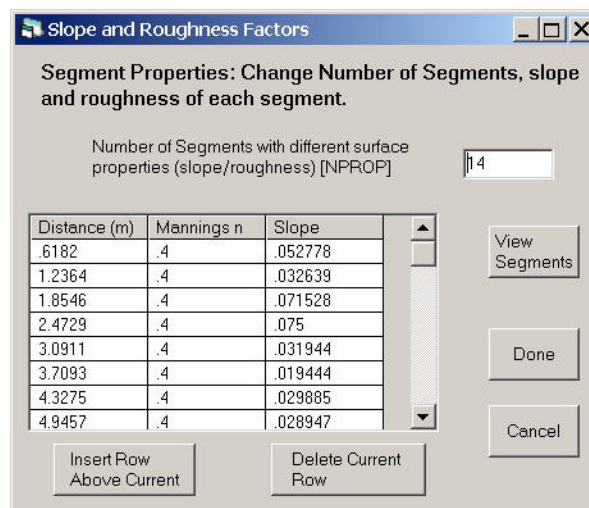 Slope and Roughness Factors
Segment Properties: Change Number of Segments, slope
and roughness of each segment.
Number of Segments with different surface
properties (slope/roughness) [NPROP]
14
Distance (m) Mannings n Slope
.6182 .4 .052778
1.2364 .4 .032639
1.8546 .4 .071528
2.4729 .4 .075
3.0911 .4 .031944
3.7093 .4 .019444
4.3275 .4 .029885
4.9457 .4 .028947
View
Segments
Done
Cancel
Insert Row
Above Current
Delete Current
Row